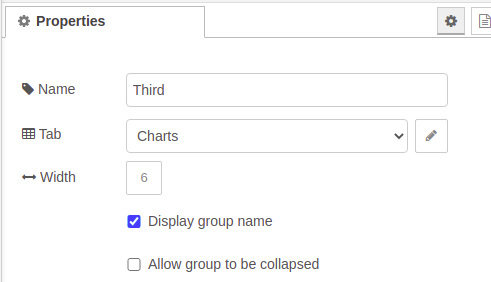 Properties
Name
Third
Tab
Charts
Width
6
Display group name
Allow group to be collapsed